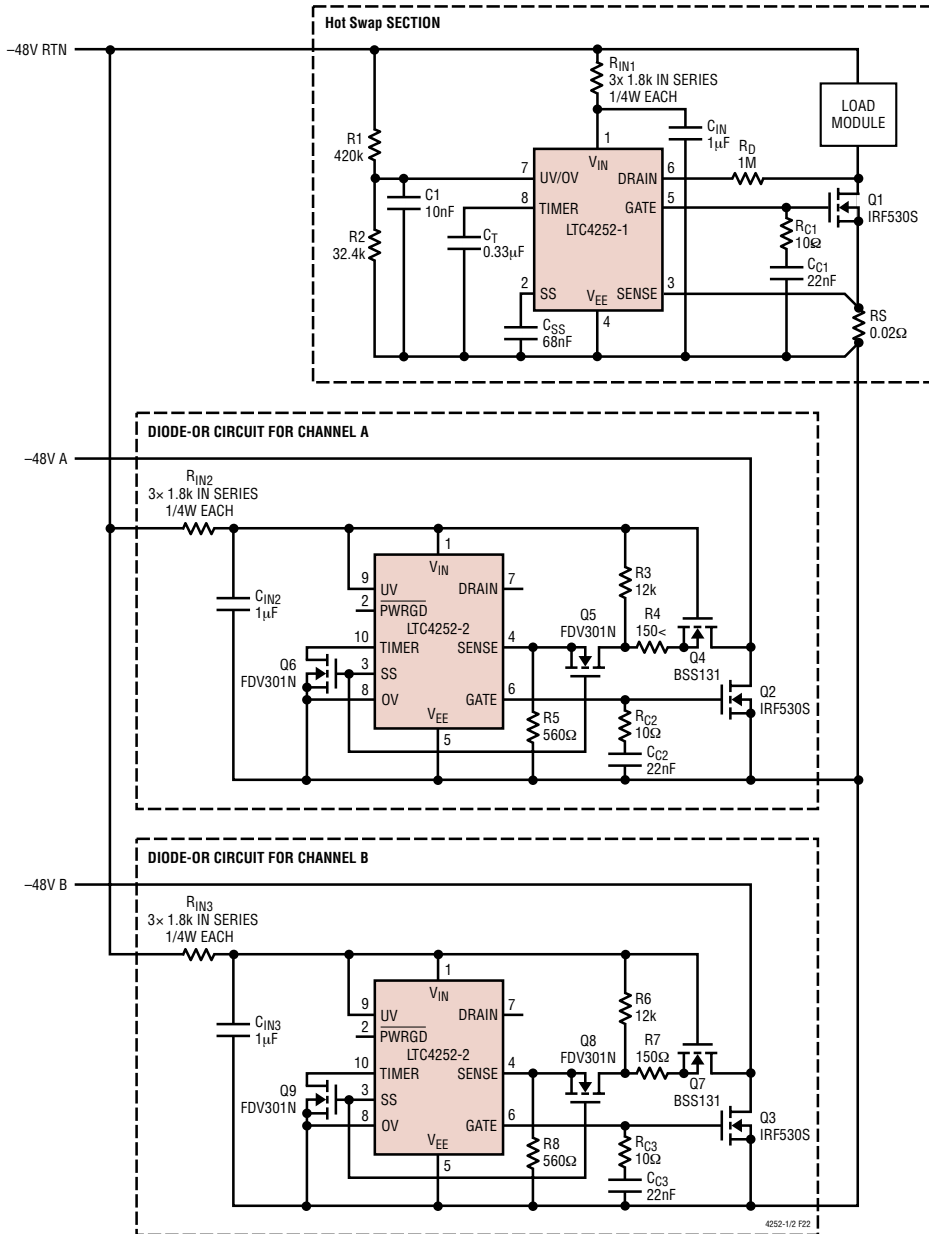 Hot Swap SECTION
–48V RTN
RIN1
3x 1.8k IN SERIES
1/4W EACH
LOAD
MODULE
CIN
1µF
R1
420k
1
VIN
RD
1M
7
UV/OV
DRAIN
6
Q1
IRF530S
C1
10nF
8
TIMER
GATE
5
LTC4252-1
RC1
10Ω
CT
0.33µF
R2
32.4k
CC1
22nF
2
SS
VEE
SENSE
3
4
RS
0.02Ω
CSS
68nF
DIODE-OR CIRCUIT FOR CHANNEL A
–48V A
RIN2
3× 1.8k IN SERIES
1/4W EACH
1
VIN
R3
12k
9
UV
DRAIN
7
CIN2
1µF
2
PWRGD
Q5
FDV301N
R4
150<
LTC4252-2
10
TIMER
SENSE
4
Q4
BSS131
Q6
FDV301N
3
SS
Q2
IRF530S
8
OV
GATE
6
VEE
5
R5
560Ω
RC2
10Ω
CC2
22nF
DIODE-OR CIRCUIT FOR CHANNEL B
–48V B
RIN3
3× 1.8k IN SERIES
1/4W EACH
1
VIN
R6
12k
9
UV
DRAIN
7
CIN3
1µF
2
PWRGD
Q8
FDV301N
R7
150Ω
LTC4252-2
10
TIMER
SENSE
4
Q7
BSS131
Q9
FDV301N
3
SS
Q3
IRF530S
8
OV
GATE
6
VEE
5
R8
560Ω
RC3
10Ω
CC3
22nF
4252-1/2 F22